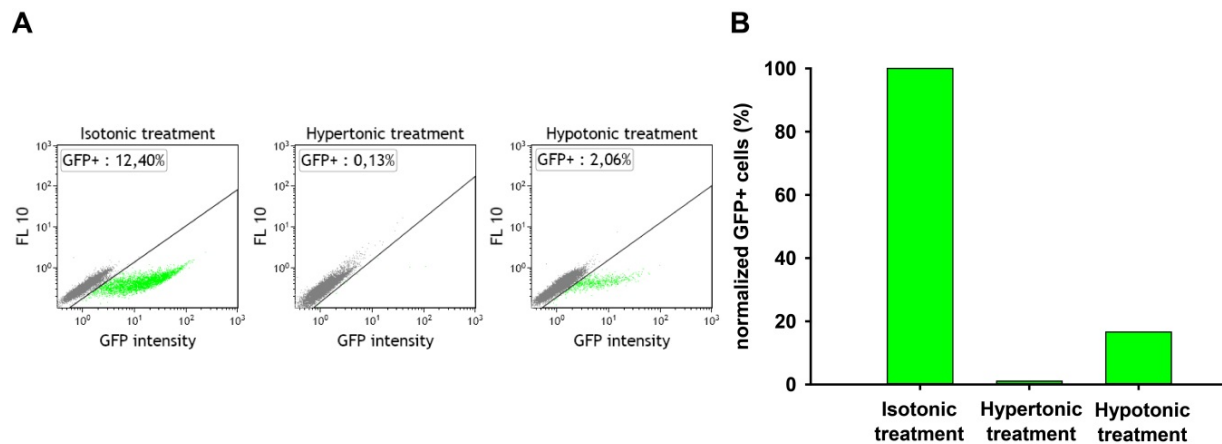 A
Isotonic treatment
GFP+ : 12,40%
FL 10
10³
10²
10¹
10⁰
10⁰
10¹
10²
10³
GFP intensity
Hypertonic treatment
GFP+ : 0,13%
FL 10
10³
10²
10¹
10⁰
10⁰
10¹
10²
10³
GFP intensity
Hypotonic treatment
GFP+ : 2,06%
FL 10
10³
10²
10¹
10⁰
10⁰
10¹
10²
10³
GFP intensity
B
normalized GFP+ cells (%)
100
80
60
40
20
0
Isotonic
treatment
Hypertonic
treatment
Hypotonic
treatment